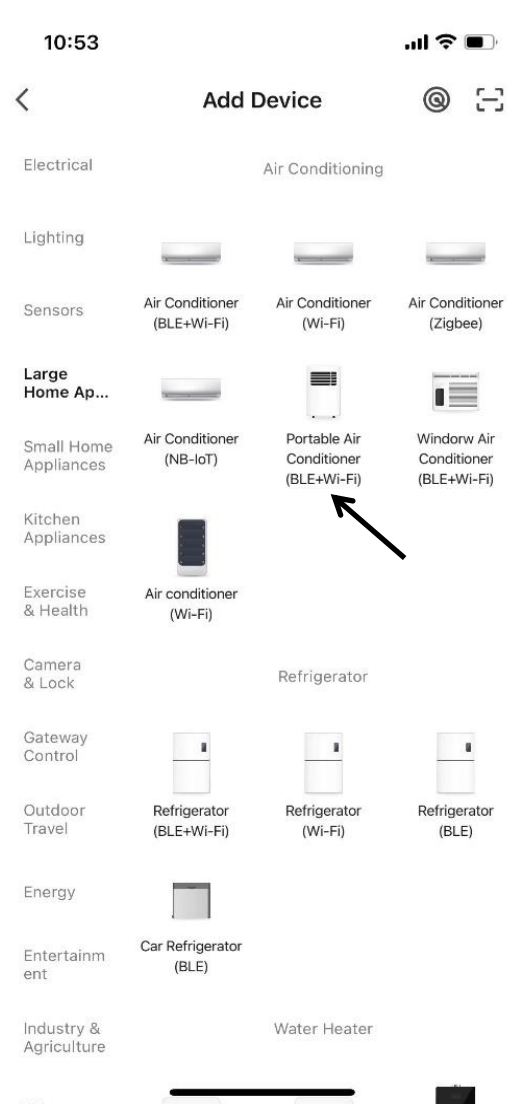 10:53
Add Device
Electrical
Lighting
Sensors
Large
Home Ap...
Small Home
Appliances
Kitchen
Appliances
Exercise
& Health
Camera
& Lock
Gateway
Control
Outdoor
Travel
Energy
Entertainm
ent
Industry &
Agriculture
Air Conditioning
Air Conditioner
(BLE+Wi-Fi)
Air Conditioner
(Wi-Fi)
Air Conditioner
(Zigbee)
Air Conditioner
(NB-IoT)
Portable Air
Conditioner
(BLE+Wi-Fi)
Windorw Air
Conditioner
(BLE+Wi-Fi)
Air conditioner
(Wi-Fi)
Refrigerator
Refrigerator
(BLE+Wi-Fi)
Refrigerator
(Wi-Fi)
Refrigerator
(BLE)
Car Refrigerator
(BLE)
Water Heater